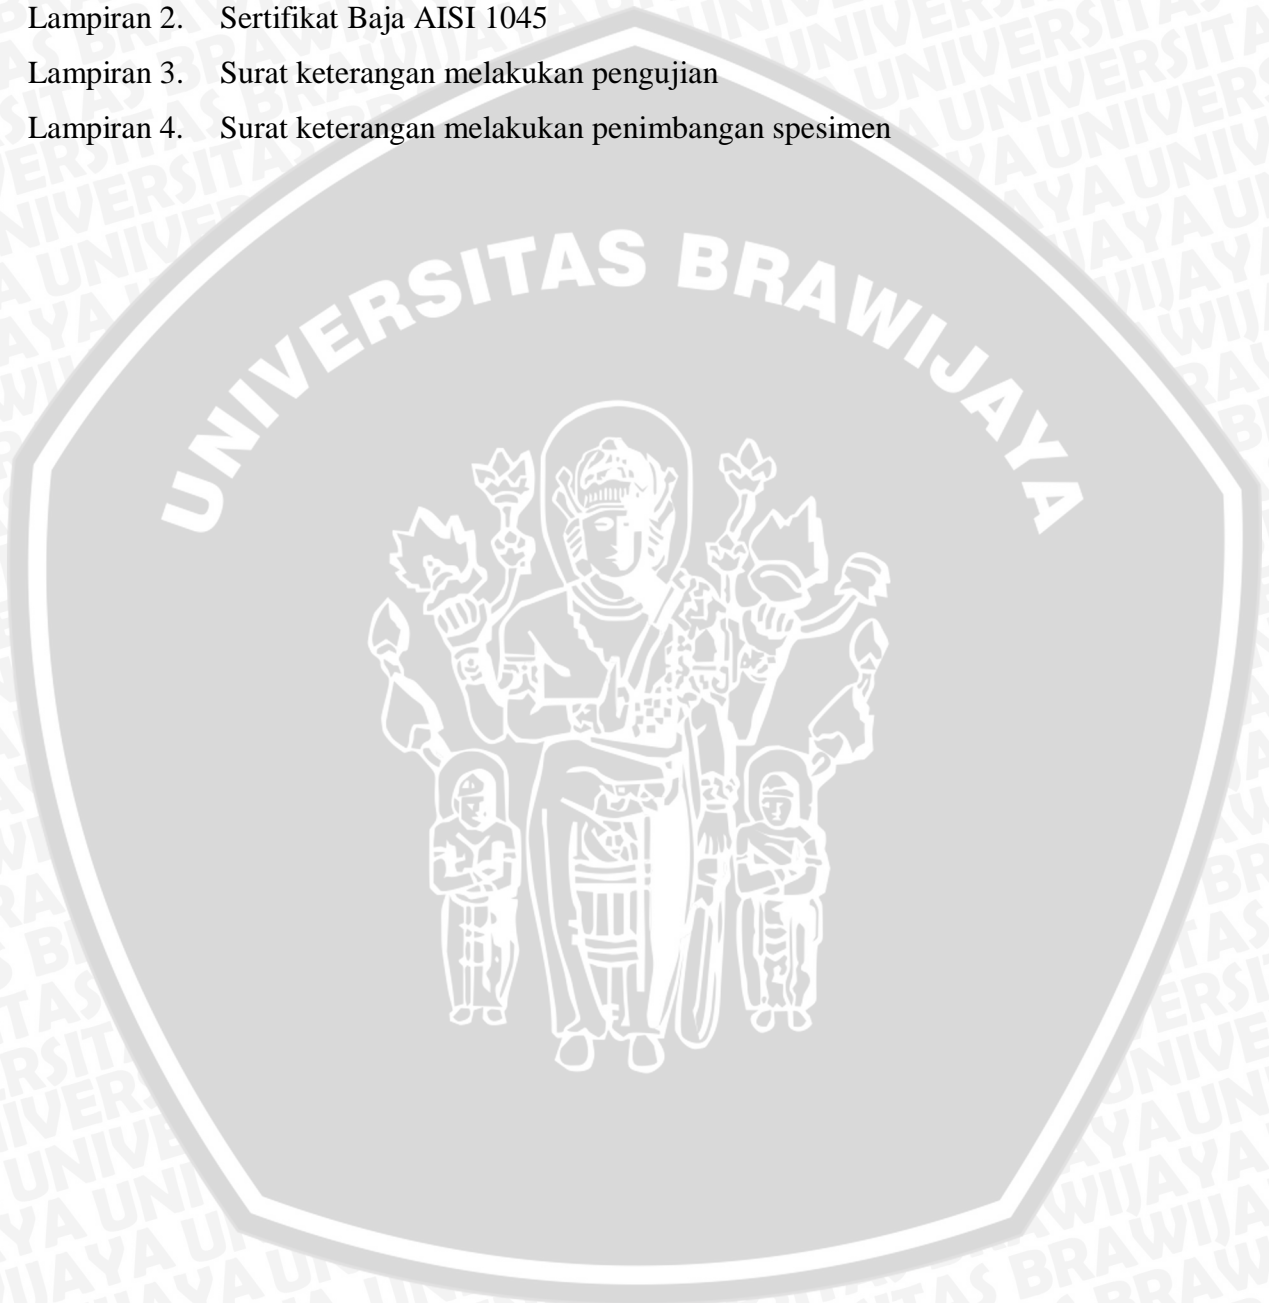 Lampiran 2. Sertifikat Baja AISI 1045
Lampiran 3. Surat keterangan melakukan pengujian
Lampiran 4. Surat keterangan melakukan penimbangan spesimen
UNIVERSITAS BRAWIJAYA